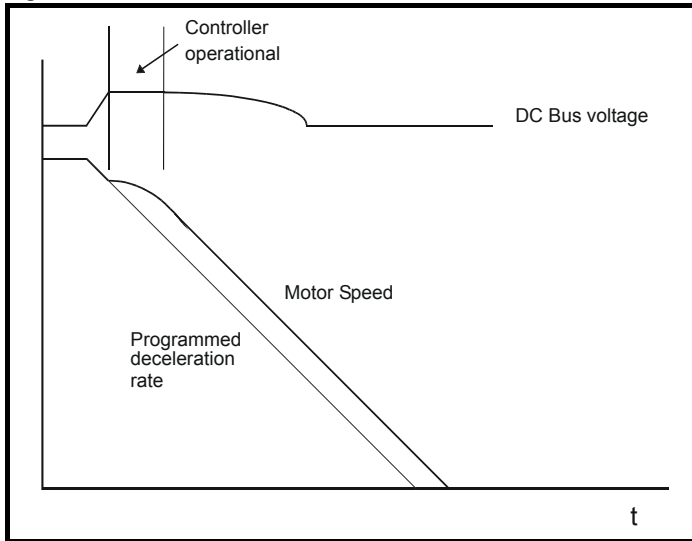 Controller
operational
DC Bus voltage
Motor Speed
Programmed
deceleration
rate
t